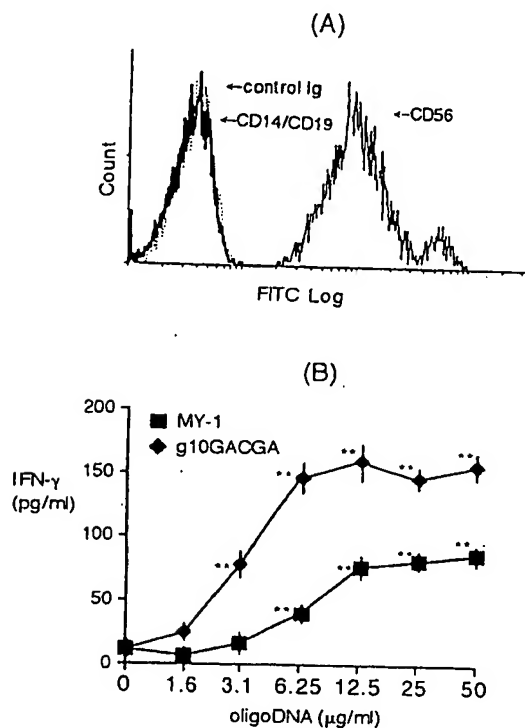 (A)
←control Ig
←CD14/CD19
←CD56
Count
FITC Log
(B)
200
MY-1
g10GACGA
IFN-γ
(pg/ml)
150
100
50
0
** ** ** ** **
** ** ** **
0 1.6 3.1 6.25 12.5 25 50
oligoDNA (μg/ml)